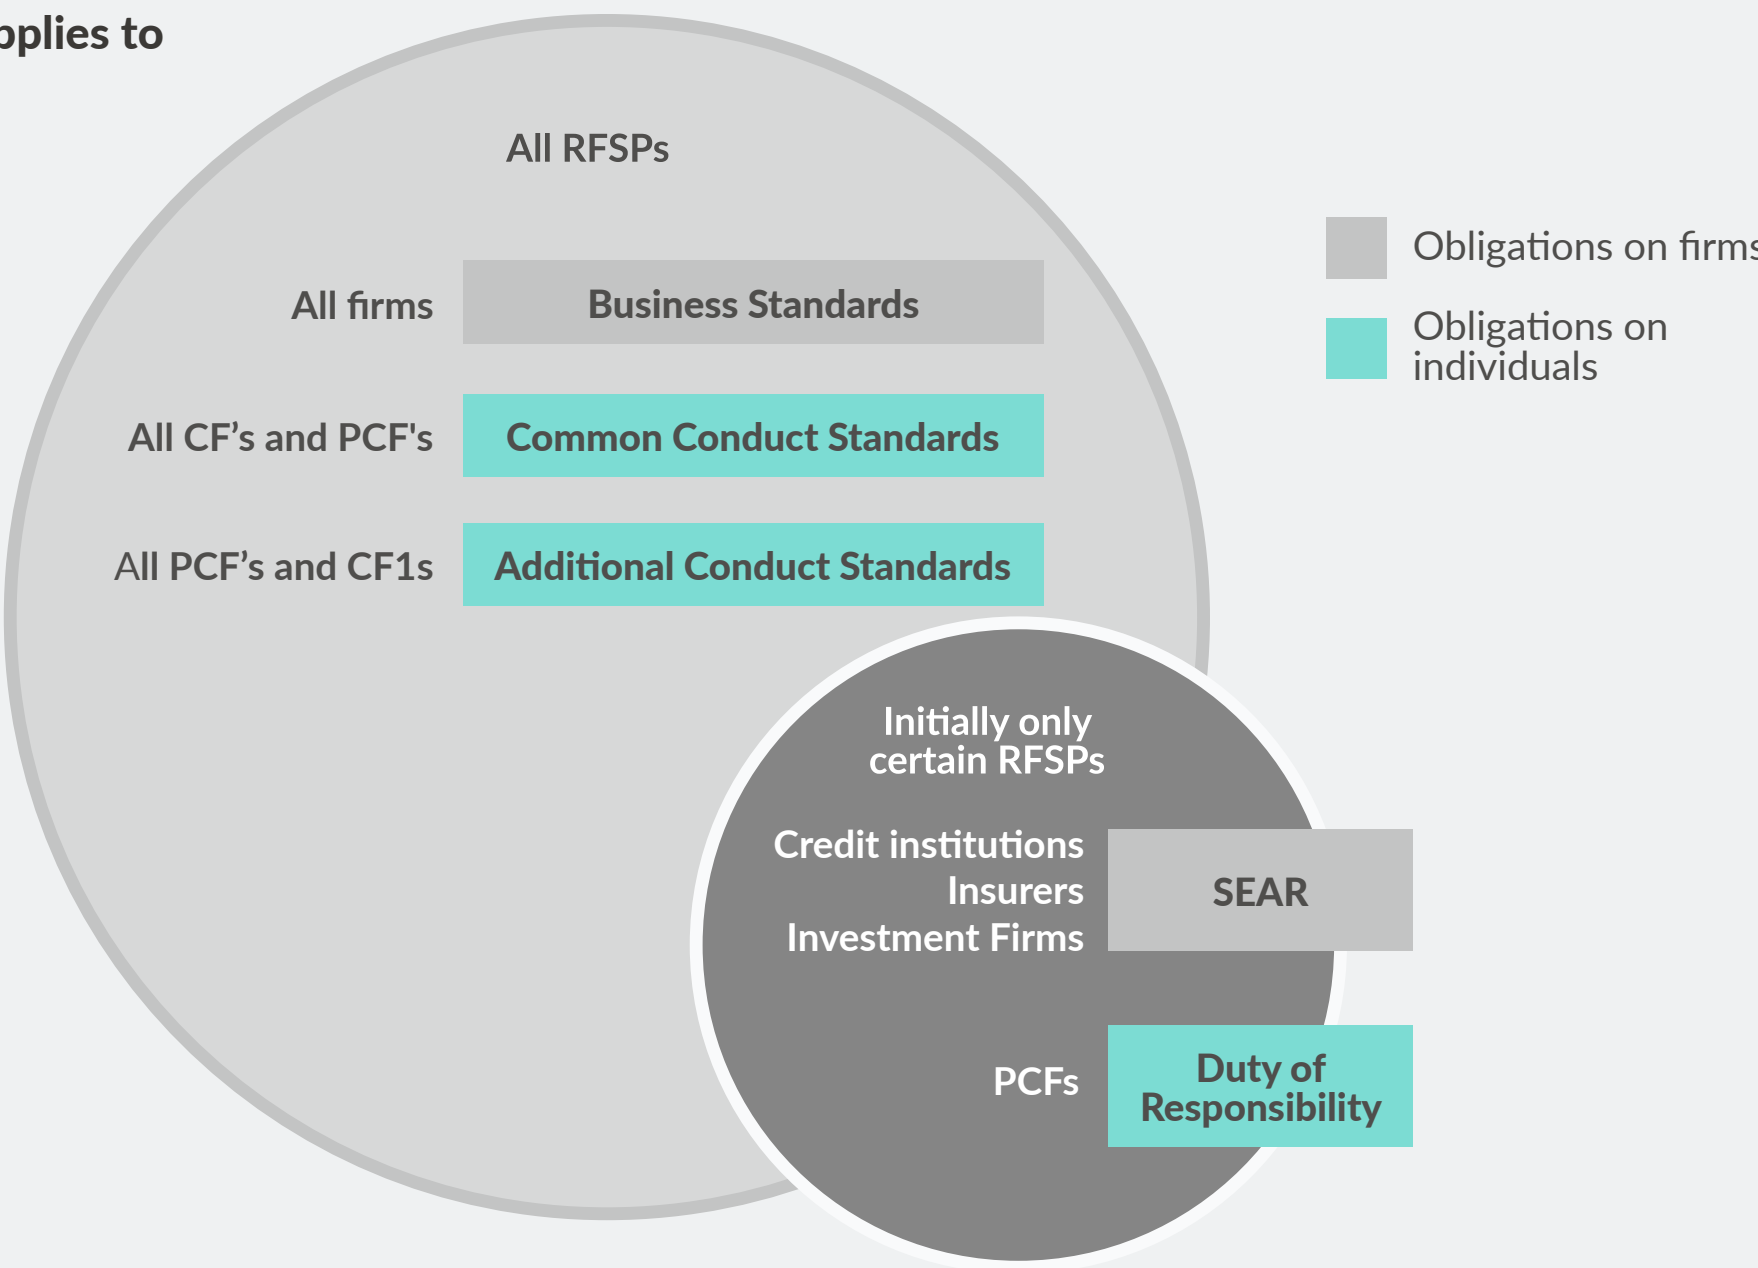 pplies to
All RFSPs
All firms
Business Standards
All CF’s and PCF's
Common Conduct Standards
All PCF’s and CF1s
Additional Conduct Standards
Obligations on firms
Obligations on
individuals
Initially only
certain RFSPs
Credit institutions
Insurers
Investment Firms
SEAR
PCFs
Duty of
Responsibility